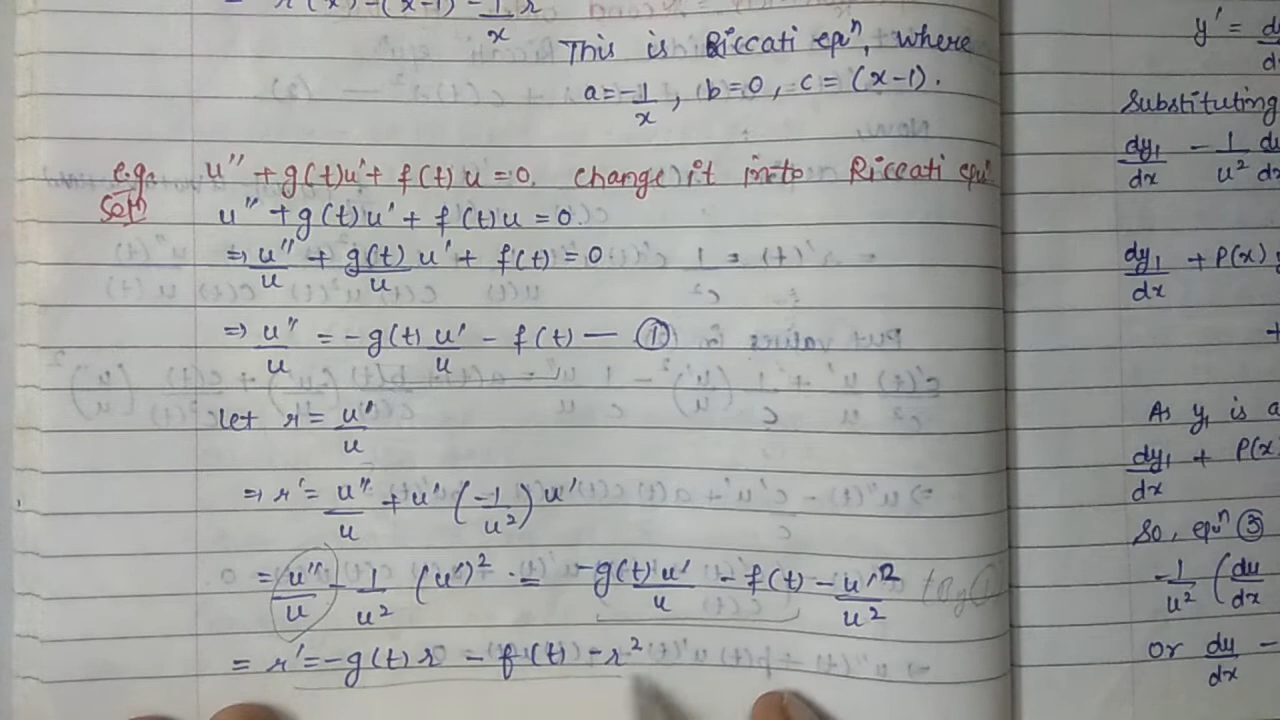 This is Riccati eqⁿ, where
a = -1/x, b = 0, c = (x-1).
e.g. u'' + g(t)u' + f(t)u = 0. change it into Riccati eqⁿ
Solⁿ u'' + g(t)u' + f(t)u = 0.
⇒ u''/u + g(t)/u u' + f(t) = 0
⇒ u''/u = -g(t) u'/u - f(t) — ①
let r = u'/u
⇒ r' = u''/u + u' (-1/u²) u'
= u''/u - 1/u² (u')² = -g(t)u'/u - f(t) - u'²/u²
= r' = -g(t)r - f(t) - r²
y' =
Substituting
dy₁/dx - 1/u²
dy₁/dx + P(x)
+
As y₁ is a
dy₁/dx + P(x)
So, eqⁿ ③
-1/u² (du/dx
or du/dx -